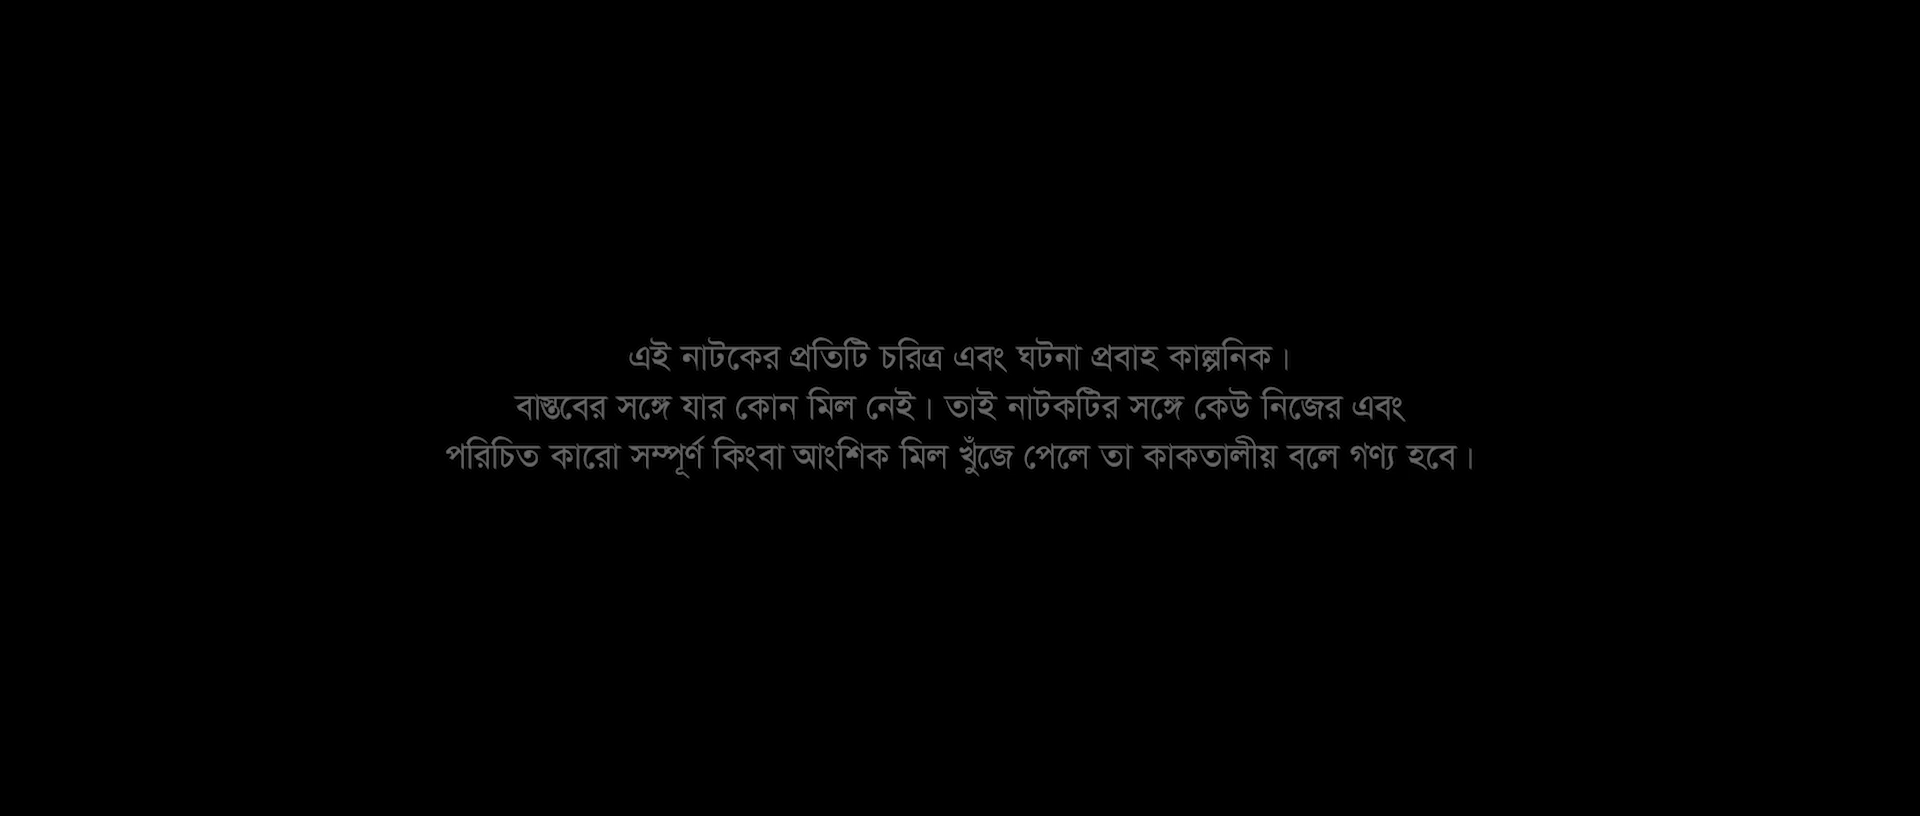 এই নাটকের প্রতিটি চরিত্র এবং ঘটনা প্রবাহ কাল্পনিক।
বাস্তবের সঙ্গে যার কোন মিল নেই। তাই নাটকটির সঙ্গে কেউ নিজের এবং
পরিচিত কারো সম্পূর্ণ কিংবা আংশিক মিল খুঁজে পেলে তা কাকতালীয় বলে গণ্য হবে।